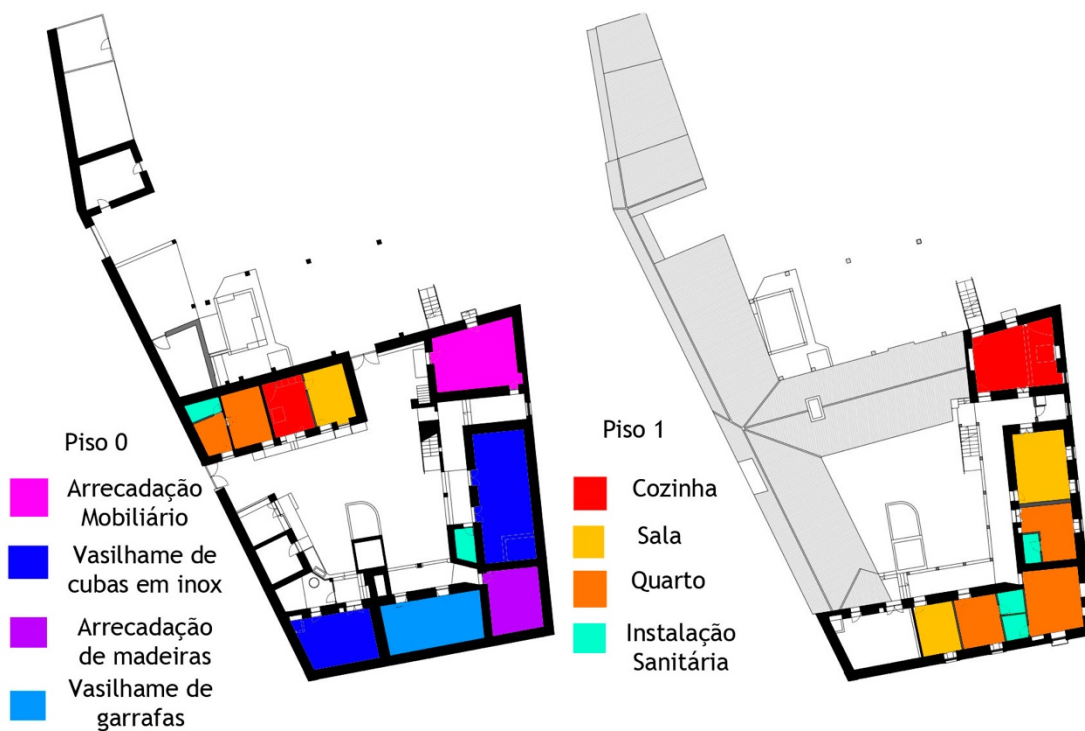 Piso 0
Arrecadação
Mobiliário
Vasilhame de
cubas em inox
Arrecadação
de madeiras
Vasilhame de
garrafas
Piso 1
Cozinha
Sala
Quarto
Instalação
Sanitária